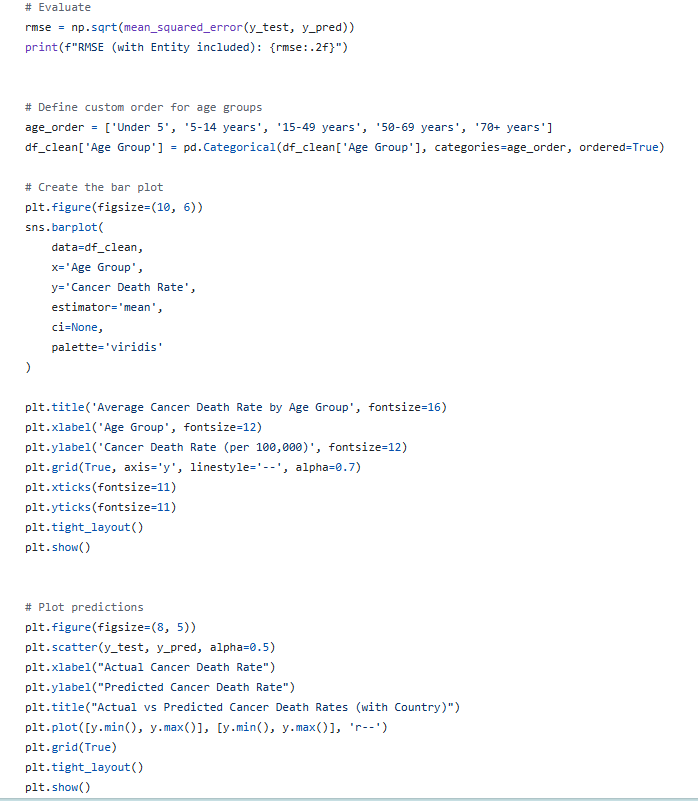 # Evaluate
rmse = np.sqrt(mean_squared_error(y_test, y_pred))
print(f"RMSE (with Entity included): {rmse:.2f}")
# Define custom order for age groups
age_order = ['Under 5', '5-14 years', '15-49 years', '50-69 years', '70+ years']
df_clean['Age Group'] = pd.Categorical(df_clean['Age Group'], categories=age_order, ordered=True)
# Create the bar plot
plt.figure(figsize=(10, 6))
sns.barplot(
    data=df_clean,
    x='Age Group',
    y='Cancer Death Rate',
    estimator='mean',
    ci=None,
    palette='viridis'
)
plt.title('Average Cancer Death Rate by Age Group', fontsize=16)
plt.xlabel('Age Group', fontsize=12)
plt.ylabel('Cancer Death Rate (per 100,000)', fontsize=12)
plt.grid(True, axis='y', linestyle='--', alpha=0.7)
plt.xticks(fontsize=11)
plt.yticks(fontsize=11)
plt.tight_layout()
plt.show()
# Plot predictions
plt.figure(figsize=(8, 5))
plt.scatter(y_test, y_pred, alpha=0.5)
plt.xlabel("Actual Cancer Death Rate")
plt.ylabel("Predicted Cancer Death Rate")
plt.title("Actual vs Predicted Cancer Death Rates (with Country)")
plt.plot([y.min(), y.max()], [y.min(), y.max()], 'r--')
plt.grid(True)
plt.tight_layout()
plt.show()